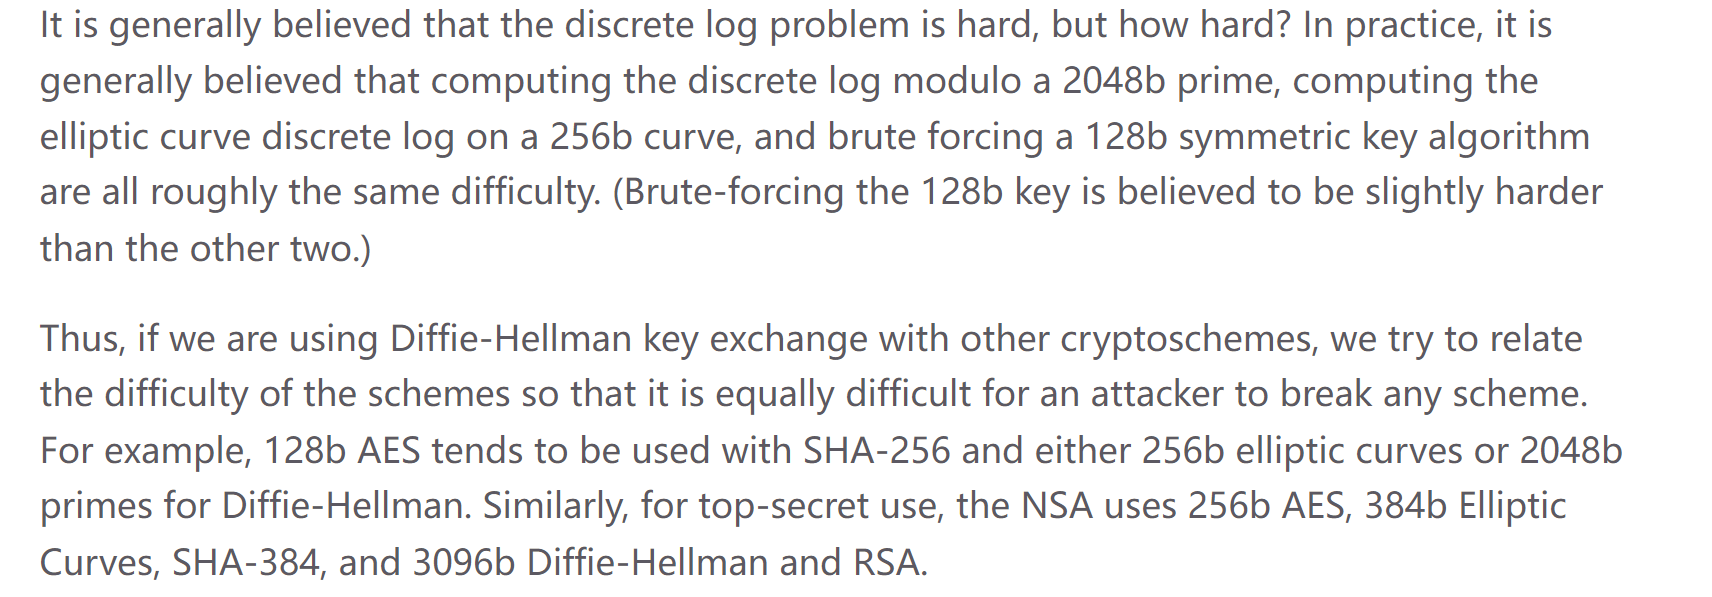 It is generally believed that the discrete log problem is hard, but how hard? In practice, it is
generally believed that computing the discrete log modulo a 2048b prime, computing the
elliptic curve discrete log on a 256b curve, and brute forcing a 128b symmetric key algorithm
are all roughly the same difficulty. (Brute-forcing the 128b key is believed to be slightly harder
than the other two.)
Thus, if we are using Diffie-Hellman key exchange with other cryptoschemes, we try to relate
the difficulty of the schemes so that it is equally difficult for an attacker to break any scheme.
For example, 128b AES tends to be used with SHA-256 and either 256b elliptic curves or 2048b
primes for Diffie-Hellman. Similarly, for top-secret use, the NSA uses 256b AES, 384b Elliptic
Curves, SHA-384, and 3096b Diffie-Hellman and RSA.